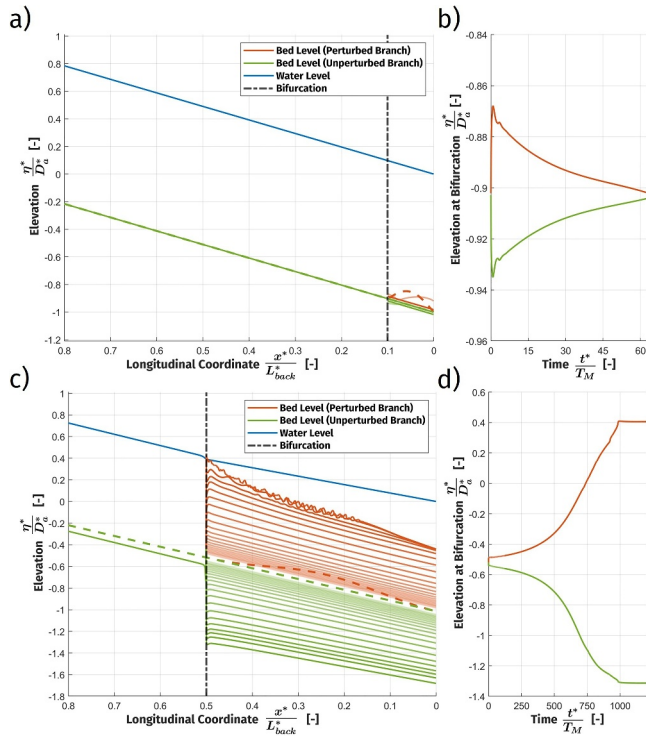 a)
1
0.8
0.6
0.4
0.2
0
-0.2
-0.4
-0.6
-0.8
-1
-1.2
Elevation η*/D*a [-]
Bed Level (Perturbed Branch)
Bed Level (Unperturbed Branch)
Water Level
Bifurcation
0.8 0.7 0.6 0.5 0.4 0.3 0.2 0.1 0
Longitudinal Coordinate x*/L*back [-]
b)
-0.84
-0.86
-0.88
-0.9
-0.92
-0.94
-0.96
Elevation at Bifurcation η*/D*a [-]
0 15 30 45 60
Time t*/TM [-]
c)
1
0.8
0.6
0.4
0.2
0
-0.2
-0.4
-0.6
-0.8
-1
-1.2
-1.4
-1.6
-1.8
Elevation η*/D*a [-]
Bed Level (Perturbed Branch)
Bed Level (Unperturbed Branch)
Water Level
Bifurcation
0.8 0.7 0.6 0.5 0.4 0.3 0.2 0.1 0
Longitudinal Coordinate x*/L*back [-]
d)
0.6
0.4
0.2
0
-0.2
-0.4
-0.6
-0.8
-1
-1.2
-1.4
Elevation at Bifurcation η*/D*a [-]
0 250 500 750 1000
Time t*/TM [-]